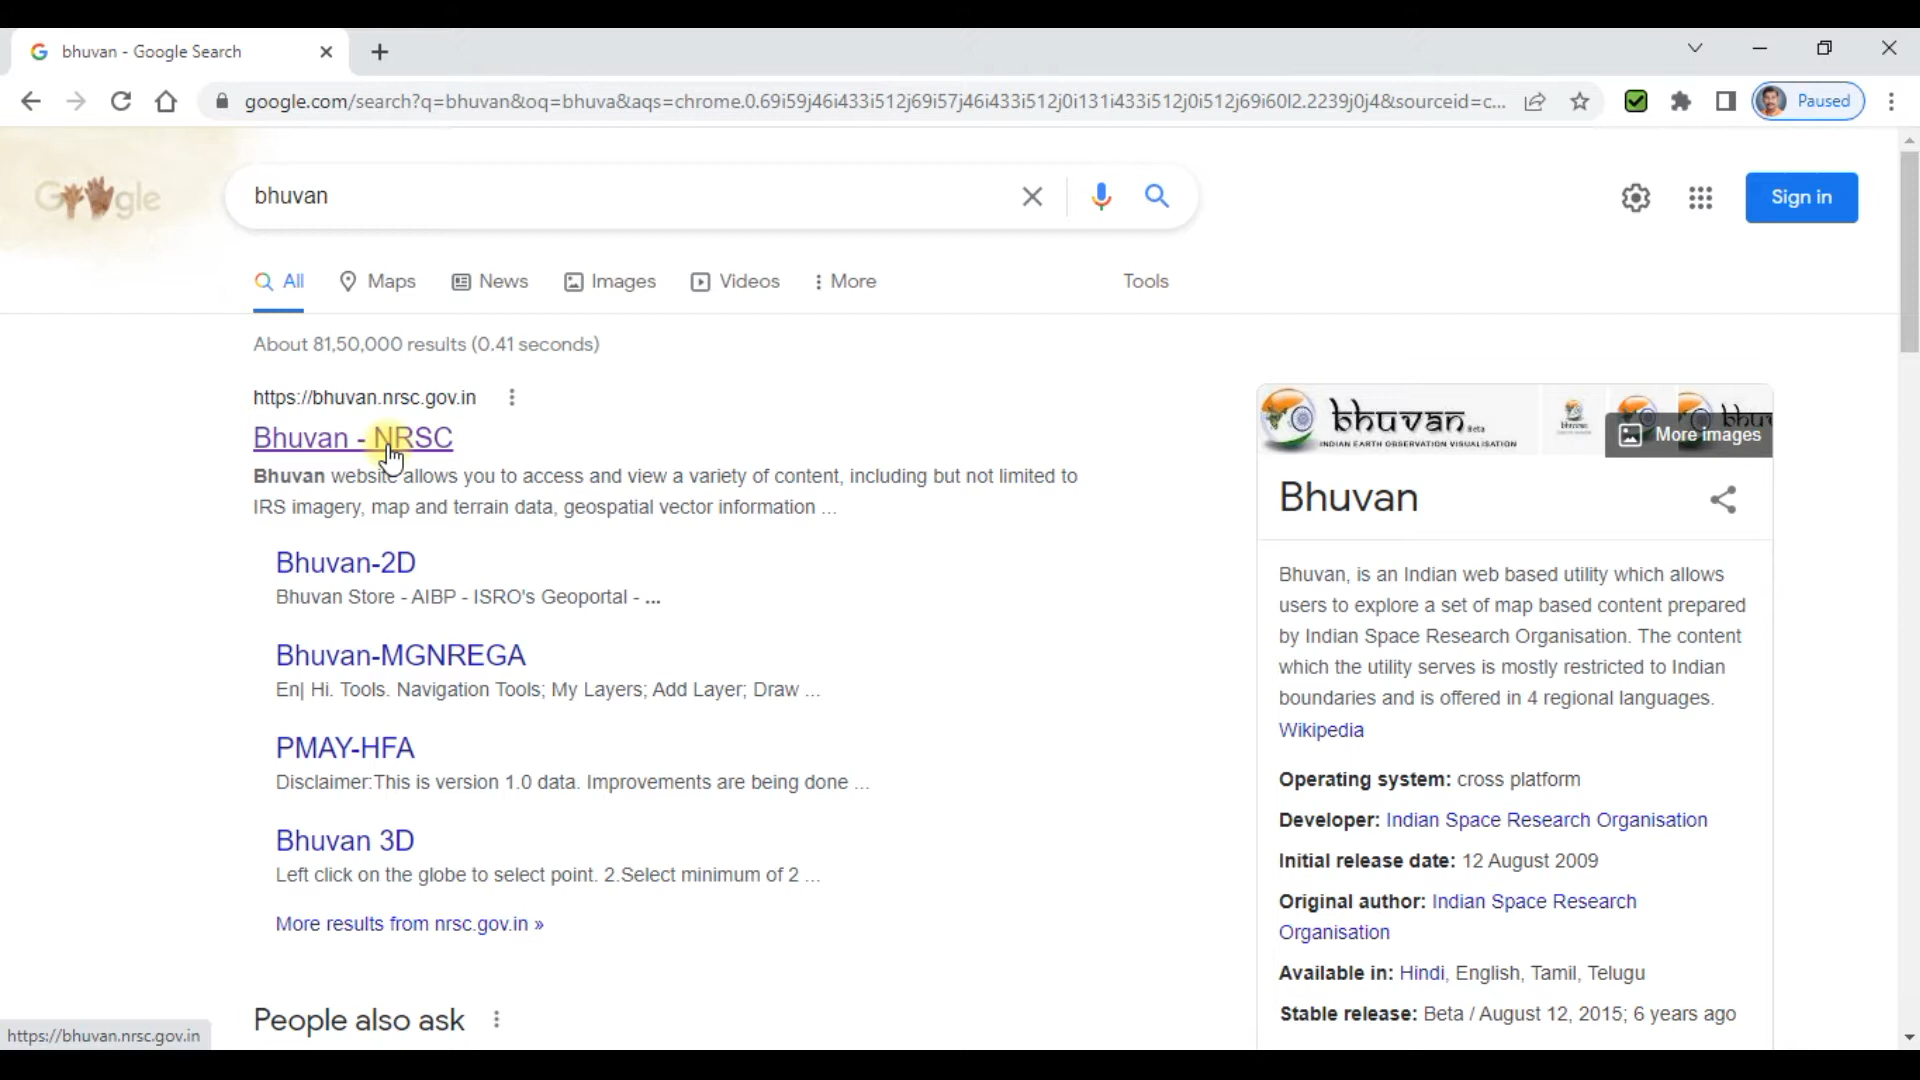 bhuvan - Google Search
google.com/search?q=bhuvan&oq=bhuva&aqs=chrome.0.69i59j46i433i512j69i57j46i433i512j0i131i433i512j0i512j69i60l2.2239j0j4&sourceid=c...
Paused
Google
bhuvan
Sign in
All
Maps
News
Images
Videos
More
Tools
About 81,50,000 results (0.41 seconds)
https://bhuvan.nrsc.gov.in
Bhuvan - NRSC
Bhuvan website allows you to access and view a variety of content, including but not limited to
IRS imagery, map and terrain data, geospatial vector information ...
Bhuvan-2D
Bhuvan Store - AIBP - ISRO's Geoportal - ...
Bhuvan-MGNREGA
En| Hi. Tools. Navigation Tools; My Layers; Add Layer; Draw ...
PMAY-HFA
Disclaimer:This is version 1.0 data. Improvements are being done ...
Bhuvan 3D
Left click on the globe to select point. 2.Select minimum of 2 ...
More results from nrsc.gov.in »
People also ask
https://bhuvan.nrsc.gov.in
bhuvan Beta
INDIAN EARTH OBSERVATION VISUALISATION
More images
Bhuvan
Bhuvan, is an Indian web based utility which allows
users to explore a set of map based content prepared
by Indian Space Research Organisation. The content
which the utility serves is mostly restricted to Indian
boundaries and is offered in 4 regional languages.
Wikipedia
Operating system: cross platform
Developer: Indian Space Research Organisation
Initial release date: 12 August 2009
Original author: Indian Space Research
Organisation
Available in: Hindi, English, Tamil, Telugu
Stable release: Beta / August 12, 2015; 6 years ago